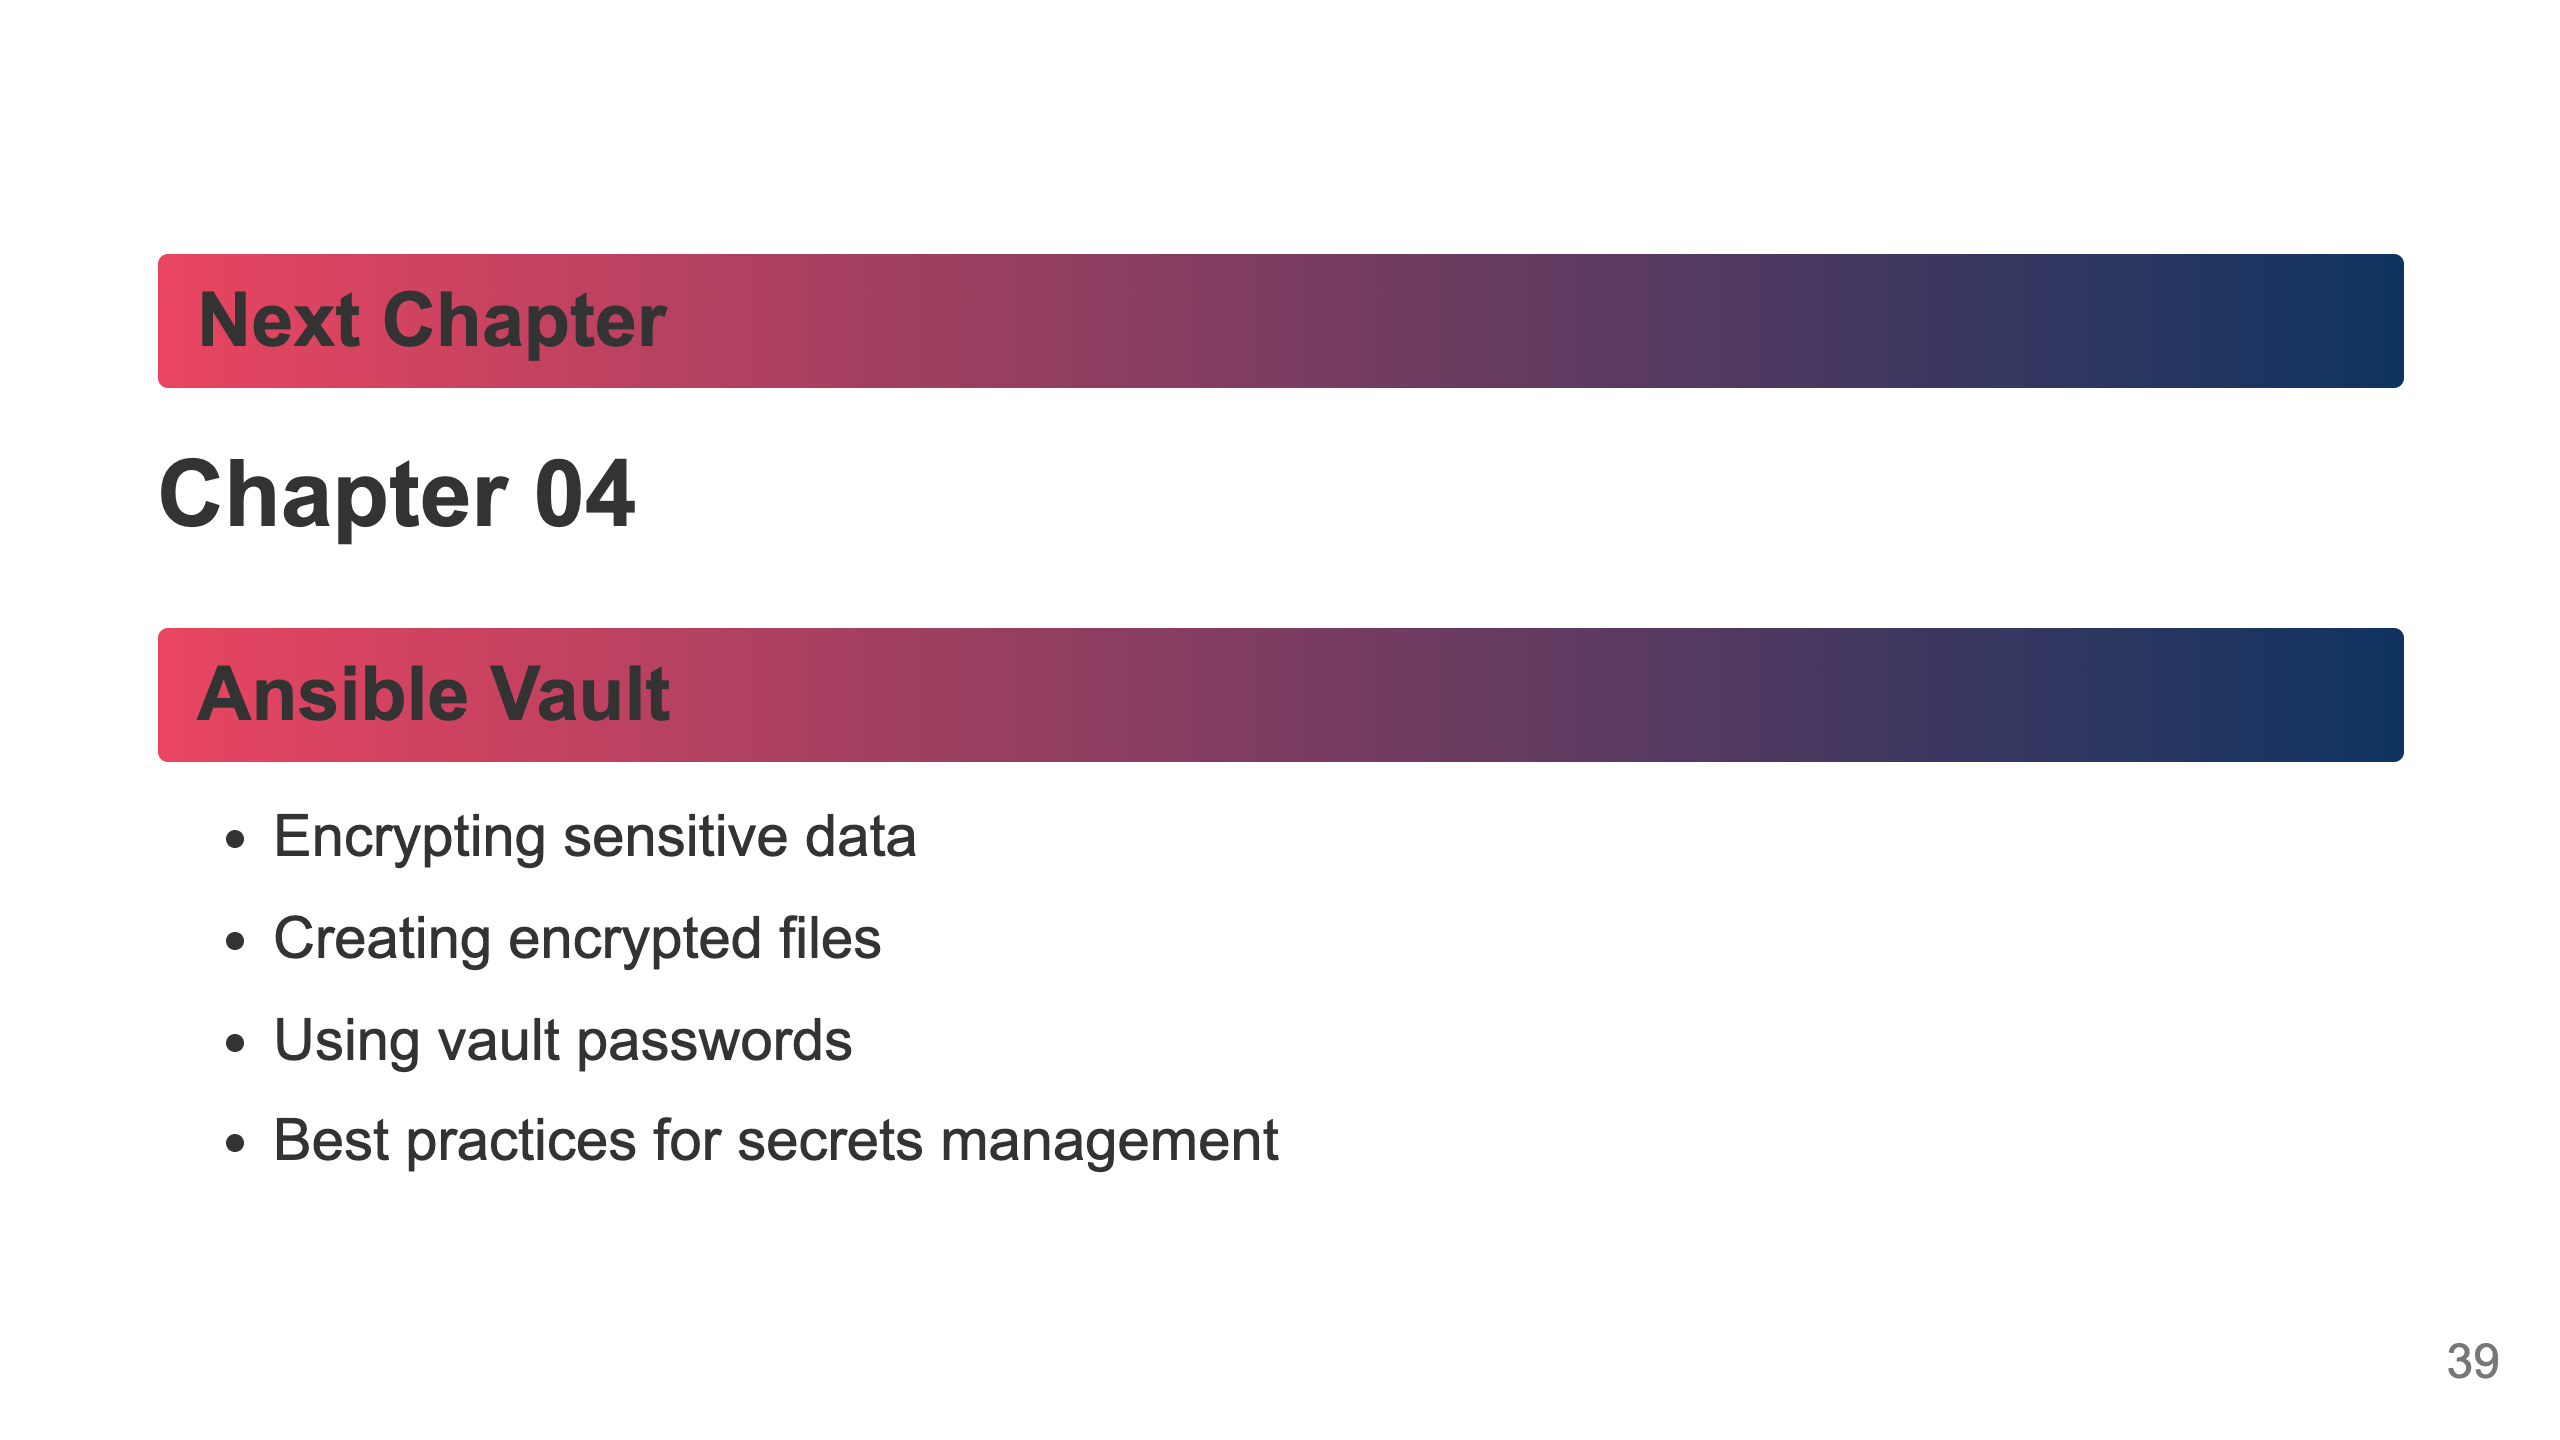 Next Chapter
Chapter 04
Ansible Vault
• Encrypting sensitive data
• Creating encrypted files
• Using vault passwords
• Best practices for secrets management
39